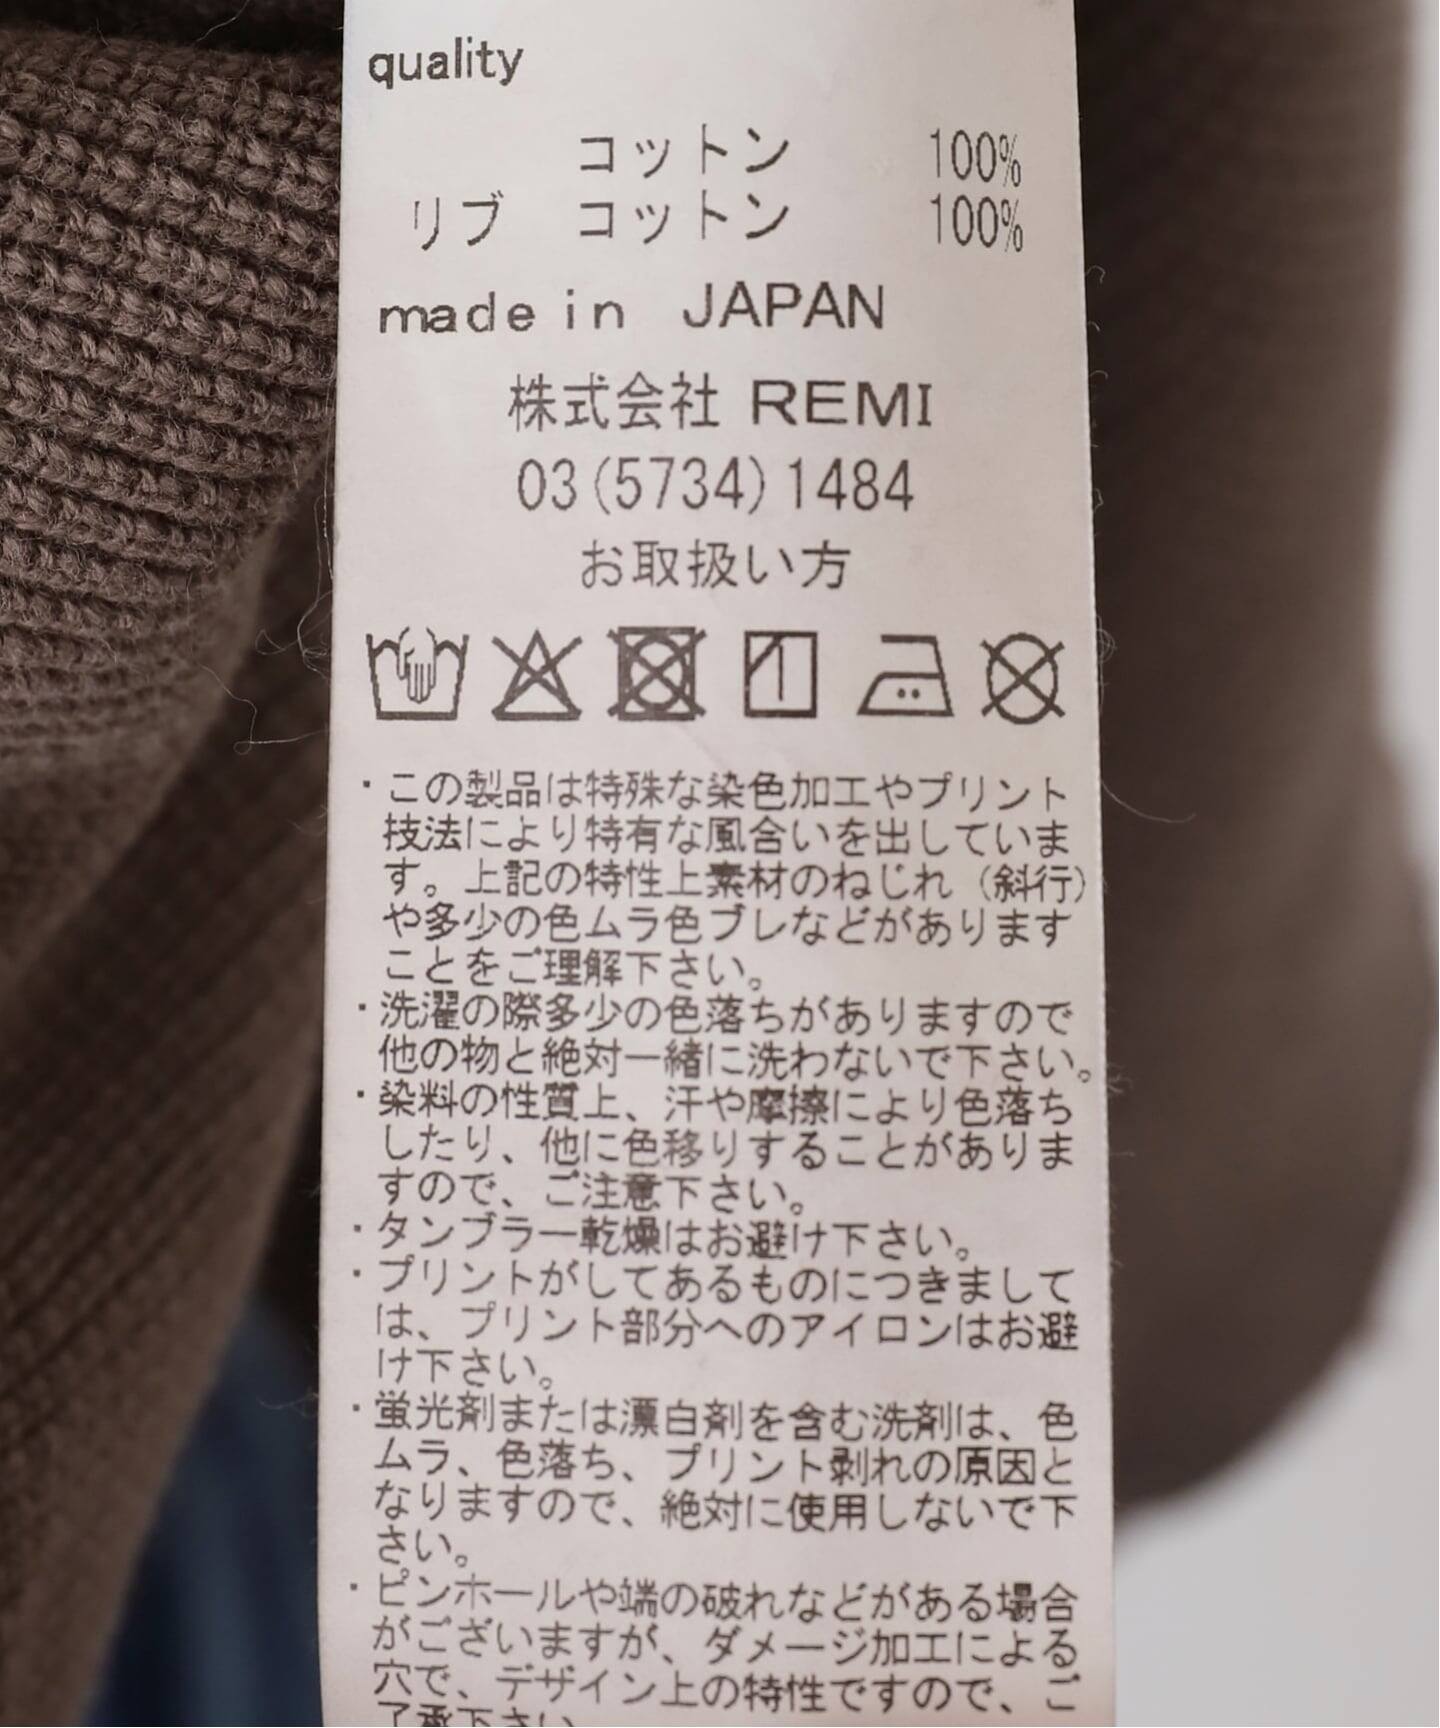 quality
コットン 100%
リブ コットン 100%
made in JAPAN
株式会社 REMI
03(5734)1484
お取扱い方
・この製品は特殊な染色加工やプリント
技法により特有な風合いを出していま
す。上記の特性上素材のねじれ（斜行）
や多少の色ムラ色ブレなどがあります
ことをご理解下さい。
・洗濯の際多少の色落ちがありますので
他の物と絶対一緒に洗わないで下さい。
・染料の性質上、汗や摩擦により色落ち
したり、他に色移りすることがありま
すので、ご注意下さい。
・タンブラー乾燥はお避け下さい。
・プリントがしてあるものにつきまして
は、プリント部分へのアイロンはお避
け下さい。
・蛍光剤または漂白剤を含む洗剤は、色
ムラ、色落ち、プリント剥れの原因と
なりますので、絶対に使用しないで下
さい。
・ピンホールや端の破れなどがある場合
がございますが、ダメージ加工による
穴で、デザイン上の特性ですので、ご
了承下さい。